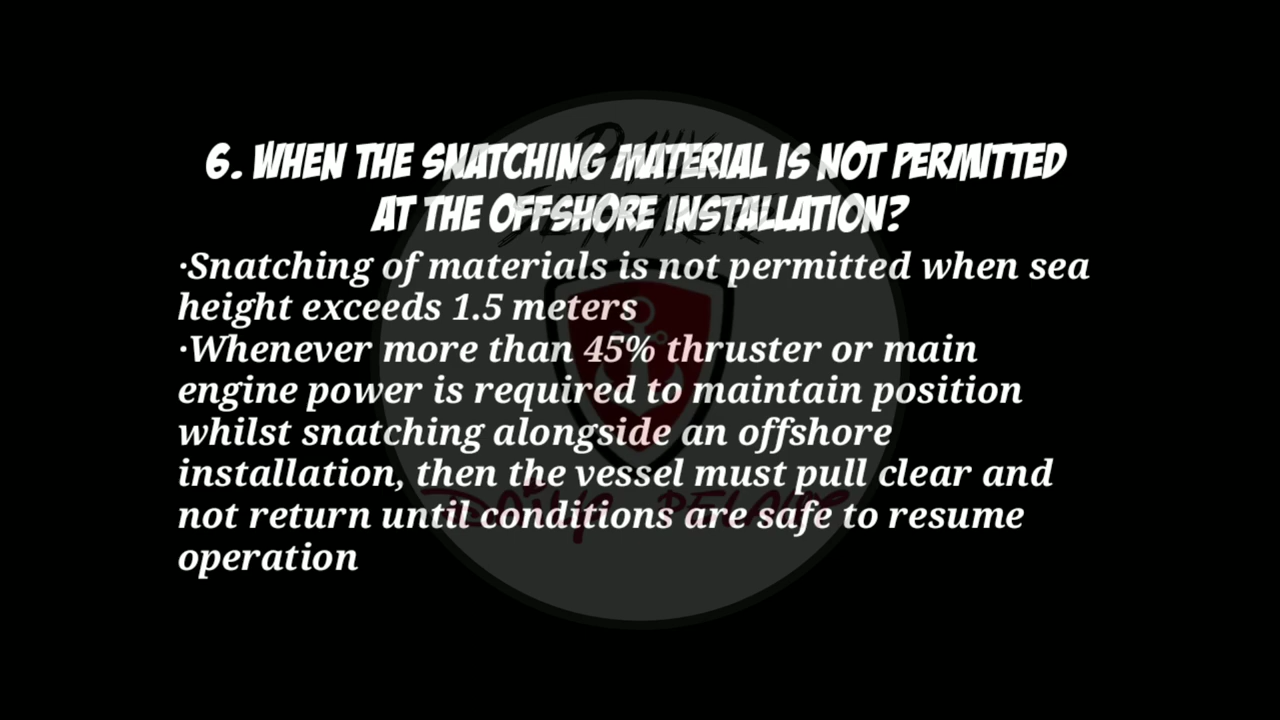 6. WHEN THE SNATCHING MATERIAL IS NOT PERMITTED
AT THE OFFSHORE INSTALLATION?
·Snatching of materials is not permitted when sea
height exceeds 1.5 meters
·Whenever more than 45% thruster or main
engine power is required to maintain position
whilst snatching alongside an offshore
installation, then the vessel must pull clear and
not return until conditions are safe to resume
operation